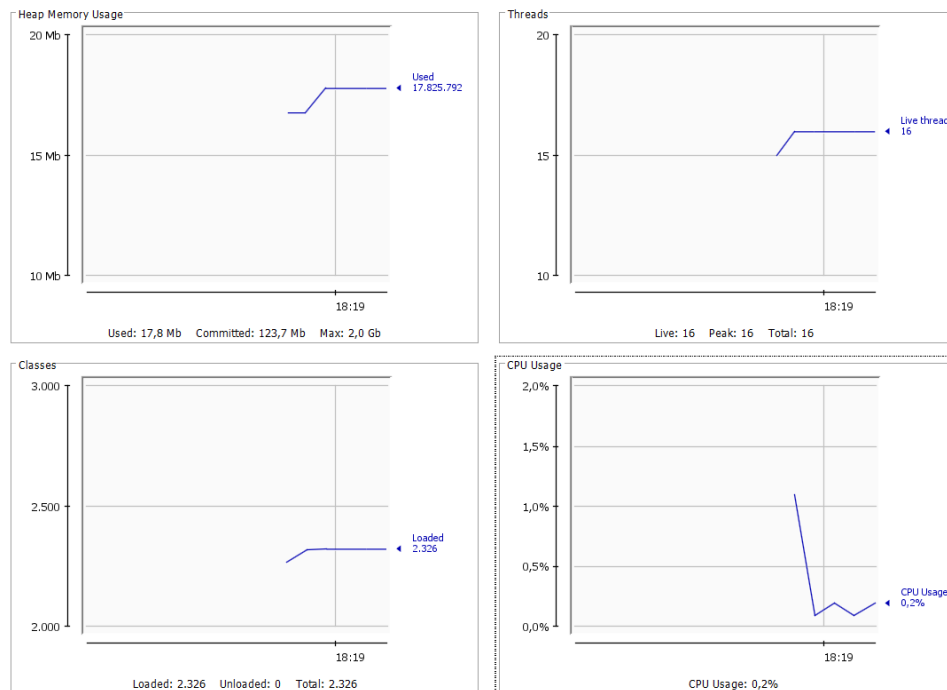 Heap Memory Usage
20 Mb
15 Mb
10 Mb
Used
17.825.792
18:19
Used: 17,8 Mb Committed: 123,7 Mb Max: 2,0 Gb
Threads
20
15
10
Live thread
16
18:19
Live: 16 Peak: 16 Total: 16
Classes
3.000
2.500
2.000
Loaded
2.326
18:19
Loaded: 2.326 Unloaded: 0 Total: 2.326
CPU Usage
2,0%
1,5%
1,0%
0,5%
0,0%
CPU Usage
0,2%
18:19
CPU Usage: 0,2%